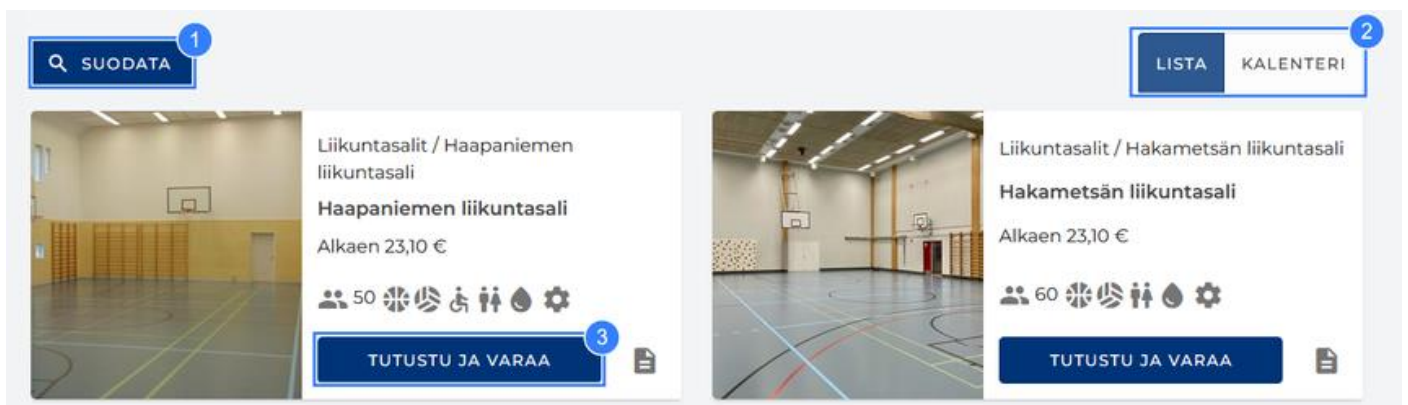 1
SUODATA
2
LISTA KALENTERI
Liikuntasalit / Haapaniemen
liikuntasali
Haapaniemen liikuntasali
Alkaen 23,10 €
50
3
TUTUSTU JA VARAA
Liikuntasalit / Hakametsän liikuntasali
Hakametsän liikuntasali
Alkaen 23,10 €
60
TUTUSTU JA VARAA